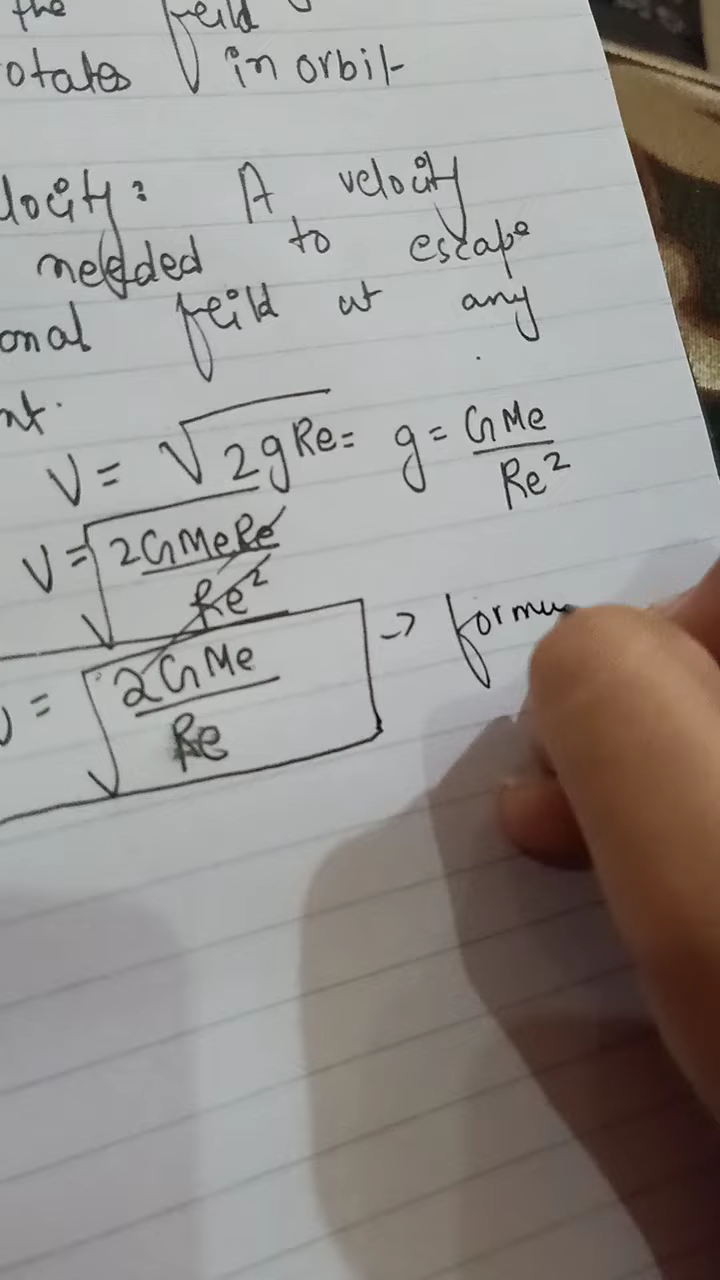 the feild
otates in orbit
locity: A velocity
needed to escape
onal feild at any
nt.
V = √2gRe = g = GMe/Re²
V = √2GMeRe/Re²
= √2GMe/Re → formu